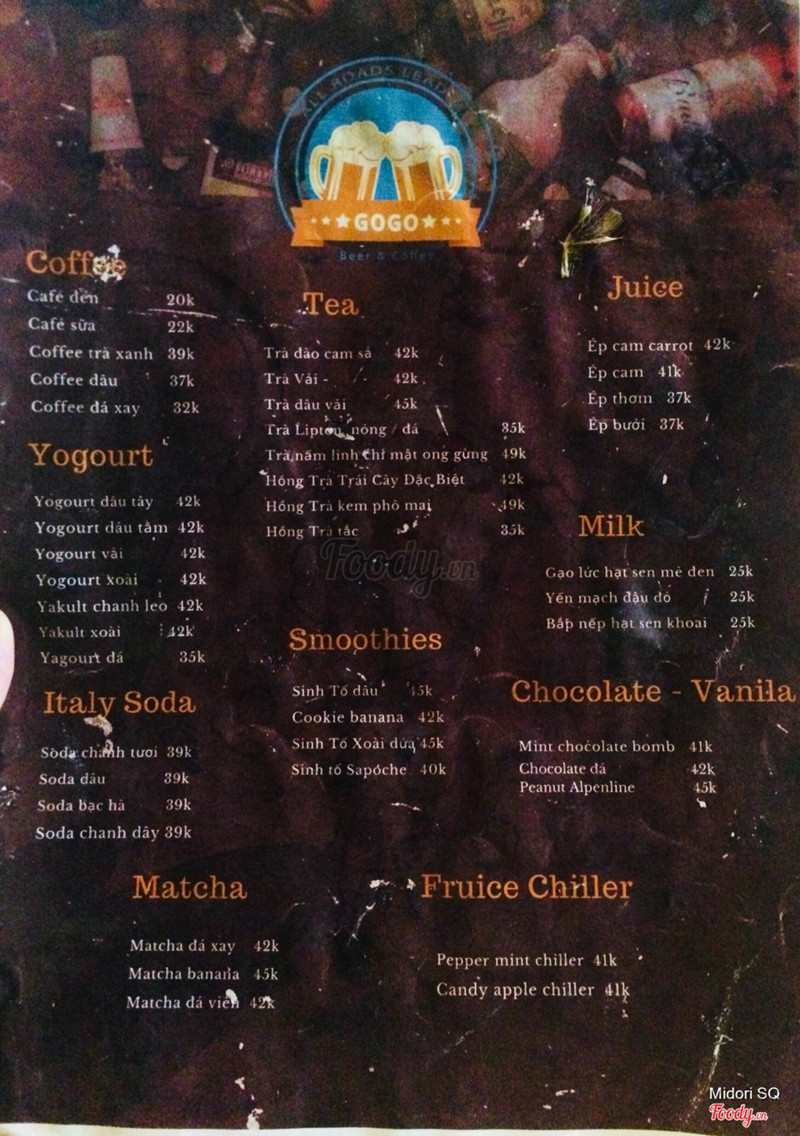 ALL ROADS LEAD
GOGO
Beer & Coffee
Coffee
Café đen 20k
Café sữa 22k
Coffee trà xanh 39k
Coffee dâu 37k
Coffee đá xay 32k
Yogourt
Yogourt dâu tây 42k
Yogourt dâu tằm 42k
Yogourt vải 42k
Yogourt xoài 42k
Yakult chanh leo 42k
Yakult xoài 42k
Yagourt đá 35k
Italy Soda
Soda chanh tươi 39k
Soda dâu 39k
Soda bạc hà 39k
Soda chanh dây 39k
Tea
Trà đào cam sả 42k
Trà Vải - 42k
Trà dâu vải 45k
Trà Lipton nóng / đá 35k
Trà nấm linh chi mật ong gừng 49k
Hồng Trà Trái Cây Đặc Biệt 42k
Hồng Trà kem phô mai 49k
Hồng Trà tắc 35k
Smoothies
Sinh Tố dâu 45k
Cookie banana 42k
Sinh Tố Xoài dứa 45k
Sinh tố Sapoche 40k
Juice
Ép cam carrot 42k
Ép cam 41k
Ép thơm 37k
Ép bưởi 37k
Milk
Gạo lức hạt sen mè đen 25k
Yến mạch đậu đỏ 25k
Bắp nếp hạt sen khoai 25k
Chocolate - Vanila
Mint chocolate bomb 41k
Chocolate đá 42k
Peanut Alpenline 45k
Matcha
Matcha đá xay 42k
Matcha banana 45k
Matcha đá viên 42k
Fruice Chiller
Pepper mint chiller 41k
Candy apple chiller 41k
Foody.vn
Midori SQ
Foody.vn